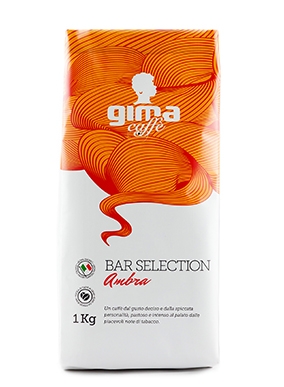 gima
caffè
BAR SELECTION
Ambra
1 Kg
Un caffè dal gusto deciso e dalla spiccata
personalità, pastoso e intenso al palato dalle
piacevoli note di tabacco.